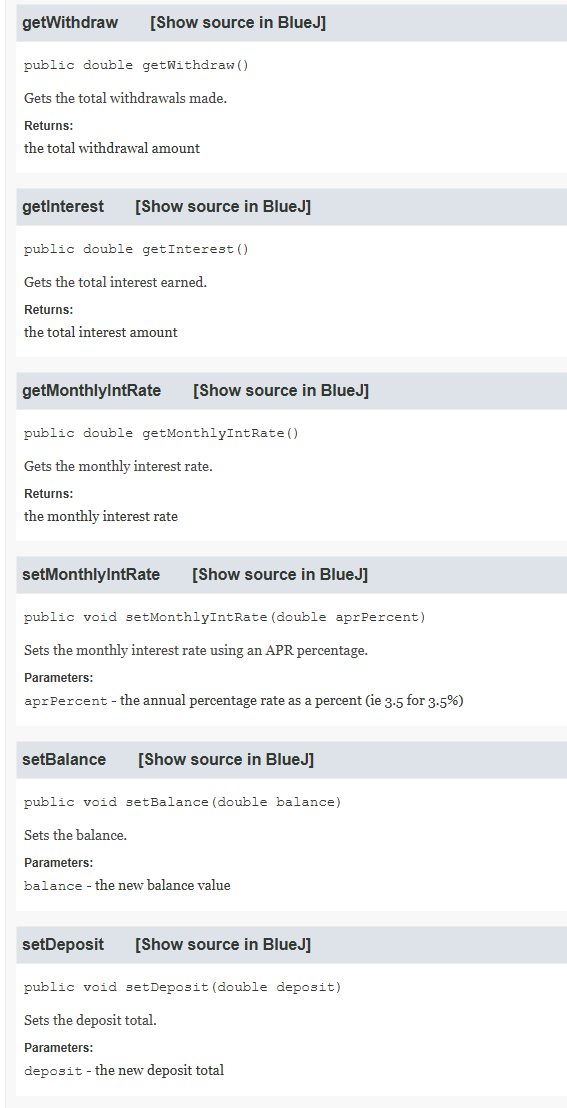 getWithdraw [Show source in BlueJ]
public double getWithdraw()
Gets the total withdrawals made.
Returns:
the total withdrawal amount
getInterest [Show source in BlueJ]
public double getInterest()
Gets the total interest earned.
Returns:
the total interest amount
getMonthlyIntRate [Show source in BlueJ]
public double getMonthlyIntRate()
Gets the monthly interest rate.
Returns:
the monthly interest rate
setMonthlyIntRate [Show source in BlueJ]
public void setMonthlyIntRate(double aprPercent)
Sets the monthly interest rate using an APR percentage.
Parameters:
aprPercent - the annual percentage rate as a percent (ie 3.5 for 3.5%)
setBalance [Show source in BlueJ]
public void setBalance(double balance)
Sets the balance.
Parameters:
balance - the new balance value
setDeposit [Show source in BlueJ]
public void setDeposit(double deposit)
Sets the deposit total.
Parameters:
deposit - the new deposit total